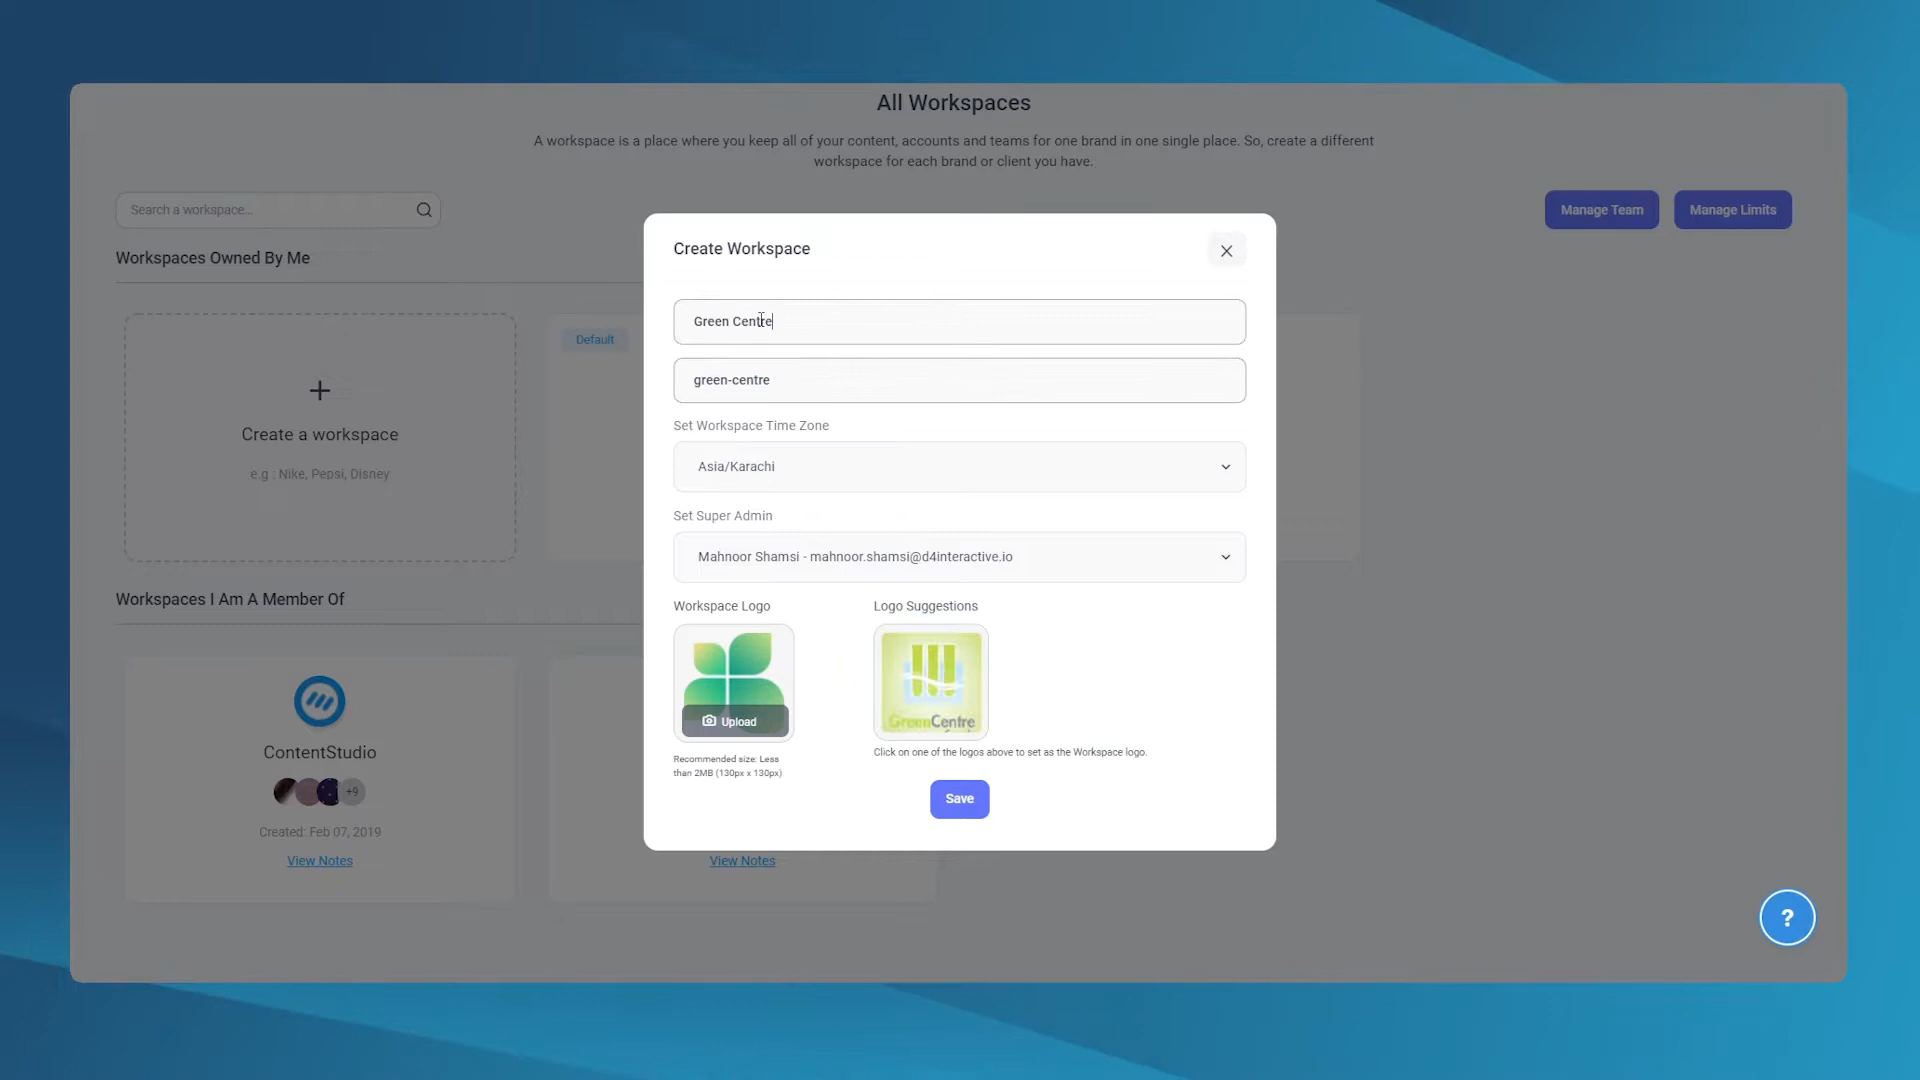 All Workspaces
A workspace is a place where you keep all of your content, accounts and teams for one brand in one single place. So, create a different
workspace for each brand or client you have.
Search a workspace...
Manage Team
Manage Limits
Workspaces Owned By Me
Create Workspace
Green Centre
Default
green-centre
Create a workspace
e.g : Nike, Pepsi, Disney
Set Workspace Time Zone
Asia/Karachi
Set Super Admin
Mahnoor Shamsi - mahnoor.shamsi@d4interactive.io
Workspaces I Am A Member Of
Workspace Logo
Logo Suggestions
Upload
GreenCentre
Click on one of the logos above to set as the Workspace logo.
Recommended size: Less
than 2MB (130px x 130px)
Save
ContentStudio
+9
Created: Feb 07, 2019
View Notes
View Notes
?